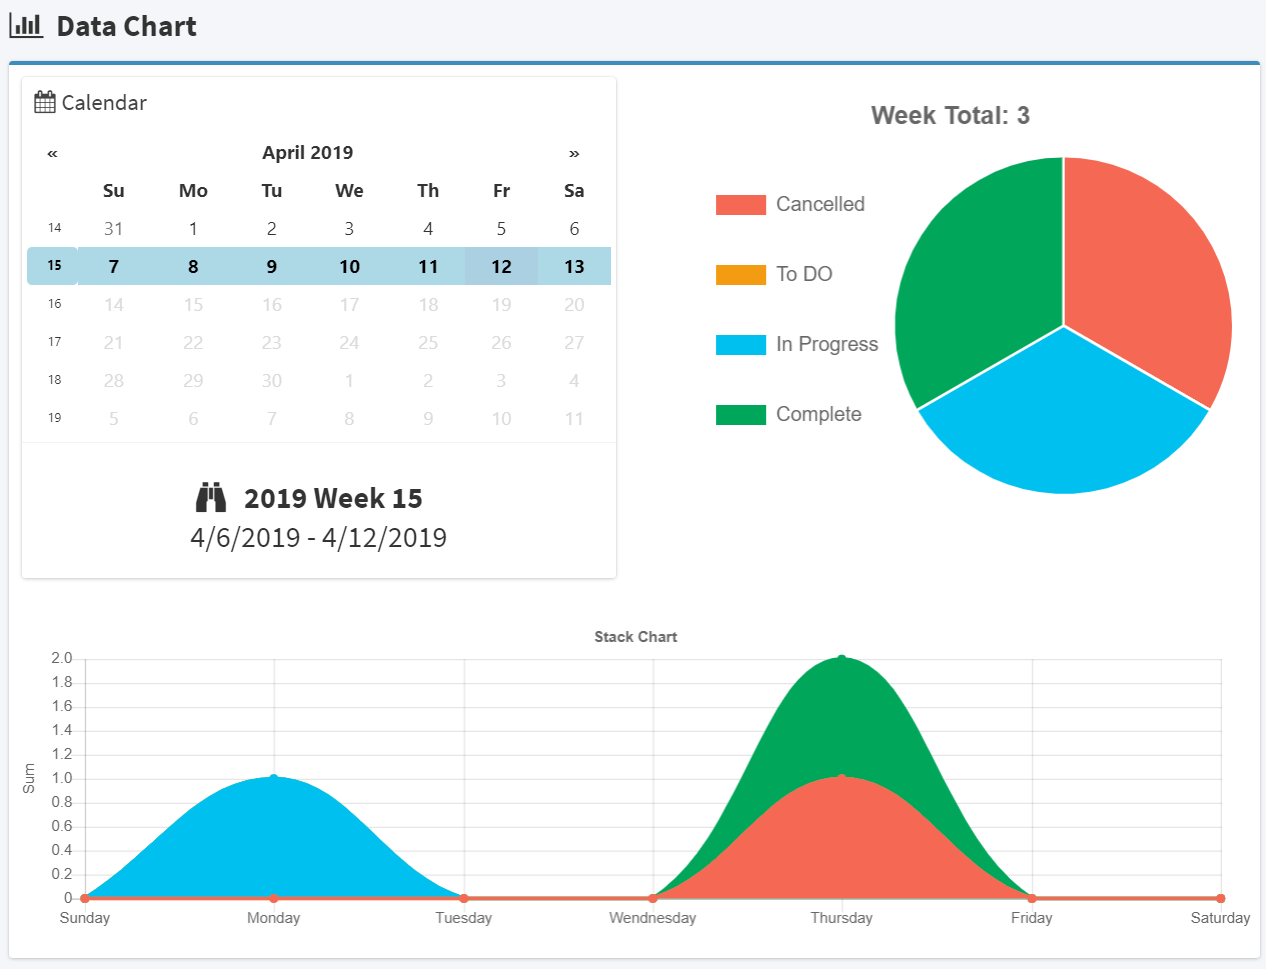 Data Chart
Calendar
« April 2019 »
Su Mo Tu We Th Fr Sa
14 31 1 2 3 4 5 6
15 7 8 9 10 11 12 13
16 14 15 16 17 18 19 20
17 21 22 23 24 25 26 27
18 28 29 30 1 2 3 4
19 5 6 7 8 9 10 11
2019 Week 15
4/6/2019 - 4/12/2019
Week Total: 3
Cancelled
To DO
In Progress
Complete
Stack Chart
Sum
2.0
1.8
1.6
1.4
1.2
1.0
0.8
0.6
0.4
0.2
0
Sunday Monday Tuesday Wendnesday Thursday Friday Saturday